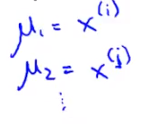 μ₁ = x⁽ⁱ⁾
μ₂ = x⁽ʲ⁾
⋮